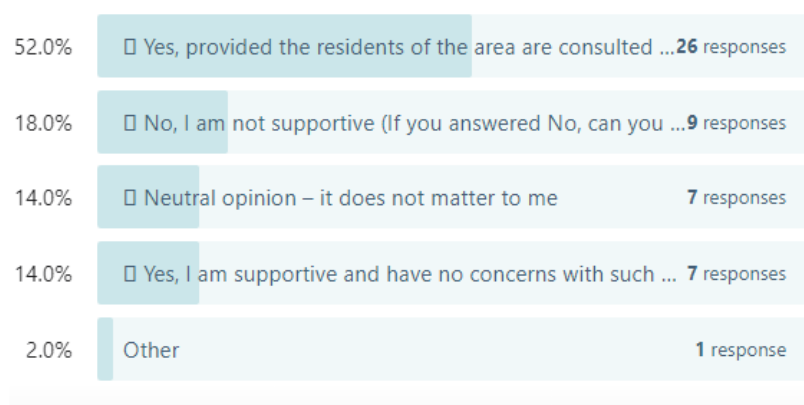 52.0% ▯ Yes, provided the residents of the area are consulted ...26 responses
18.0% ▯ No, I am not supportive (If you answered No, can you ...9 responses
14.0% ▯ Neutral opinion – it does not matter to me 7 responses
14.0% ▯ Yes, I am supportive and have no concerns with such ... 7 responses
2.0% Other 1 response